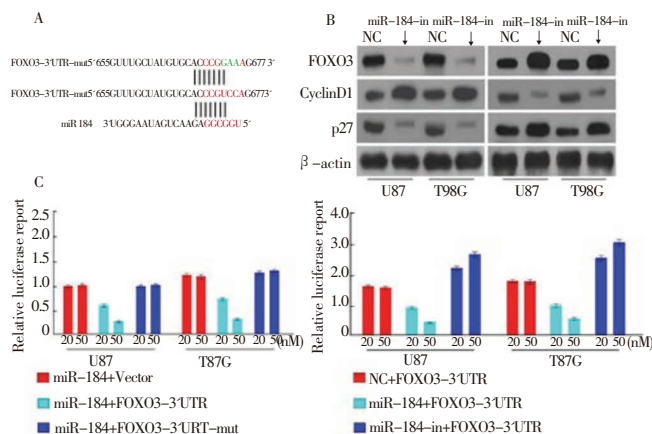 A
FOXO3-3'UTR-mut5'655GUUUGCUAUGUGCACCCGGAAAG677 3'
FOXO3-3'UTR-mut5'655GUUUGCUAUGUGCACCCGUCCAG6773'
miR 184 3'UGGGAAUAGUCAAGAGGCGGU 5'
B
miR-184-in miR-184-in miR-184-in miR-184-in
NC NC NC NC
FOXO3
CyclinD1
p27
β-actin
U87 T98G U87 T98G
C
Relative luciferase report
2.5
2.0
1.5
1.0
0.5
0
20 50 20 50 20 50 20 50 20 50 20 50 (nM)
U87 T87G
miR-184+Vector
miR-184+FOXO3-3'UTR
miR-184+FOXO3-3'URT-mut
Relative luciferase report
4.0
3.0
2.0
1.0
0
20 50 20 50 20 50 20 50 20 50 20 50 (nM)
U87 T87G
NC+FOXO3-3'UTR
miR-184+FOXO3-3'UTR
miR-184-in+FOXO3-3'UTR